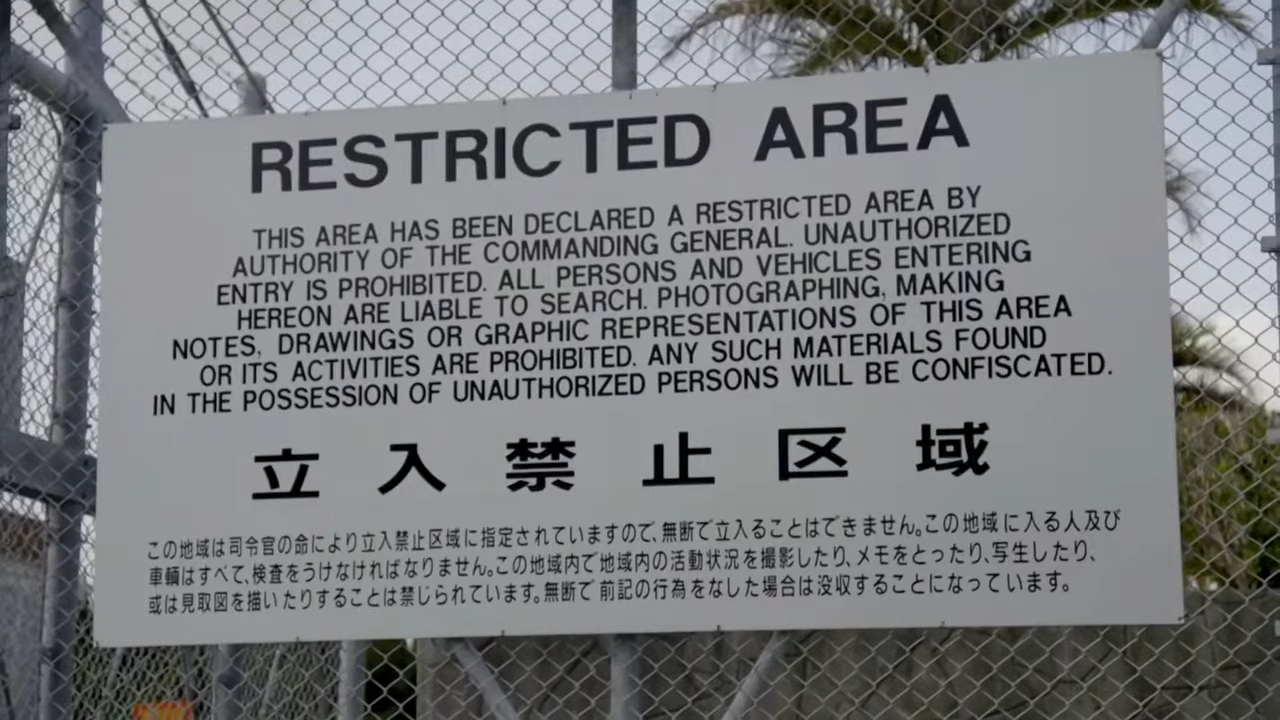 RESTRICTED AREA
THIS AREA HAS BEEN DECLARED A RESTRICTED AREA BY
AUTHORITY OF THE COMMANDING GENERAL. UNAUTHORIZED
ENTRY IS PROHIBITED. ALL PERSONS AND VEHICLES ENTERING
HEREON ARE LIABLE TO SEARCH. PHOTOGRAPHING, MAKING
NOTES, DRAWINGS OR GRAPHIC REPRESENTATIONS OF THIS AREA
OR ITS ACTIVITIES ARE PROHIBITED. ANY SUCH MATERIALS FOUND
IN THE POSSESSION OF UNAUTHORIZED PERSONS WILL BE CONFISCATED.
立入禁止区域
この地域は司令官の命により立入禁止区域に指定されていますので、無断で立入ることはできません。この地域に入る人及び
車輌はすべて、検査をうけなければなりません。この地域内で地域内の活動状況を撮影したり、メモをとったり、写生したり、
或は見取図を描いたりすることは禁じられています。無断で前記の行為をなした場合は没収することになっています。